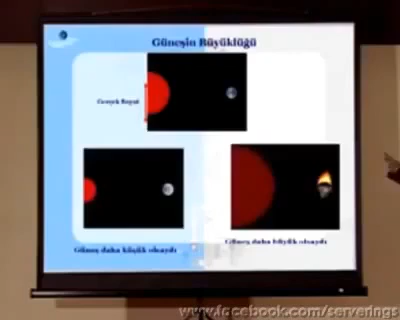 Güneşin Büyüklüğü
Gerçek Boyut
Güneş daha küçük olsaydı
Güneş daha büyük olsaydı
www.facebook.com/serverings